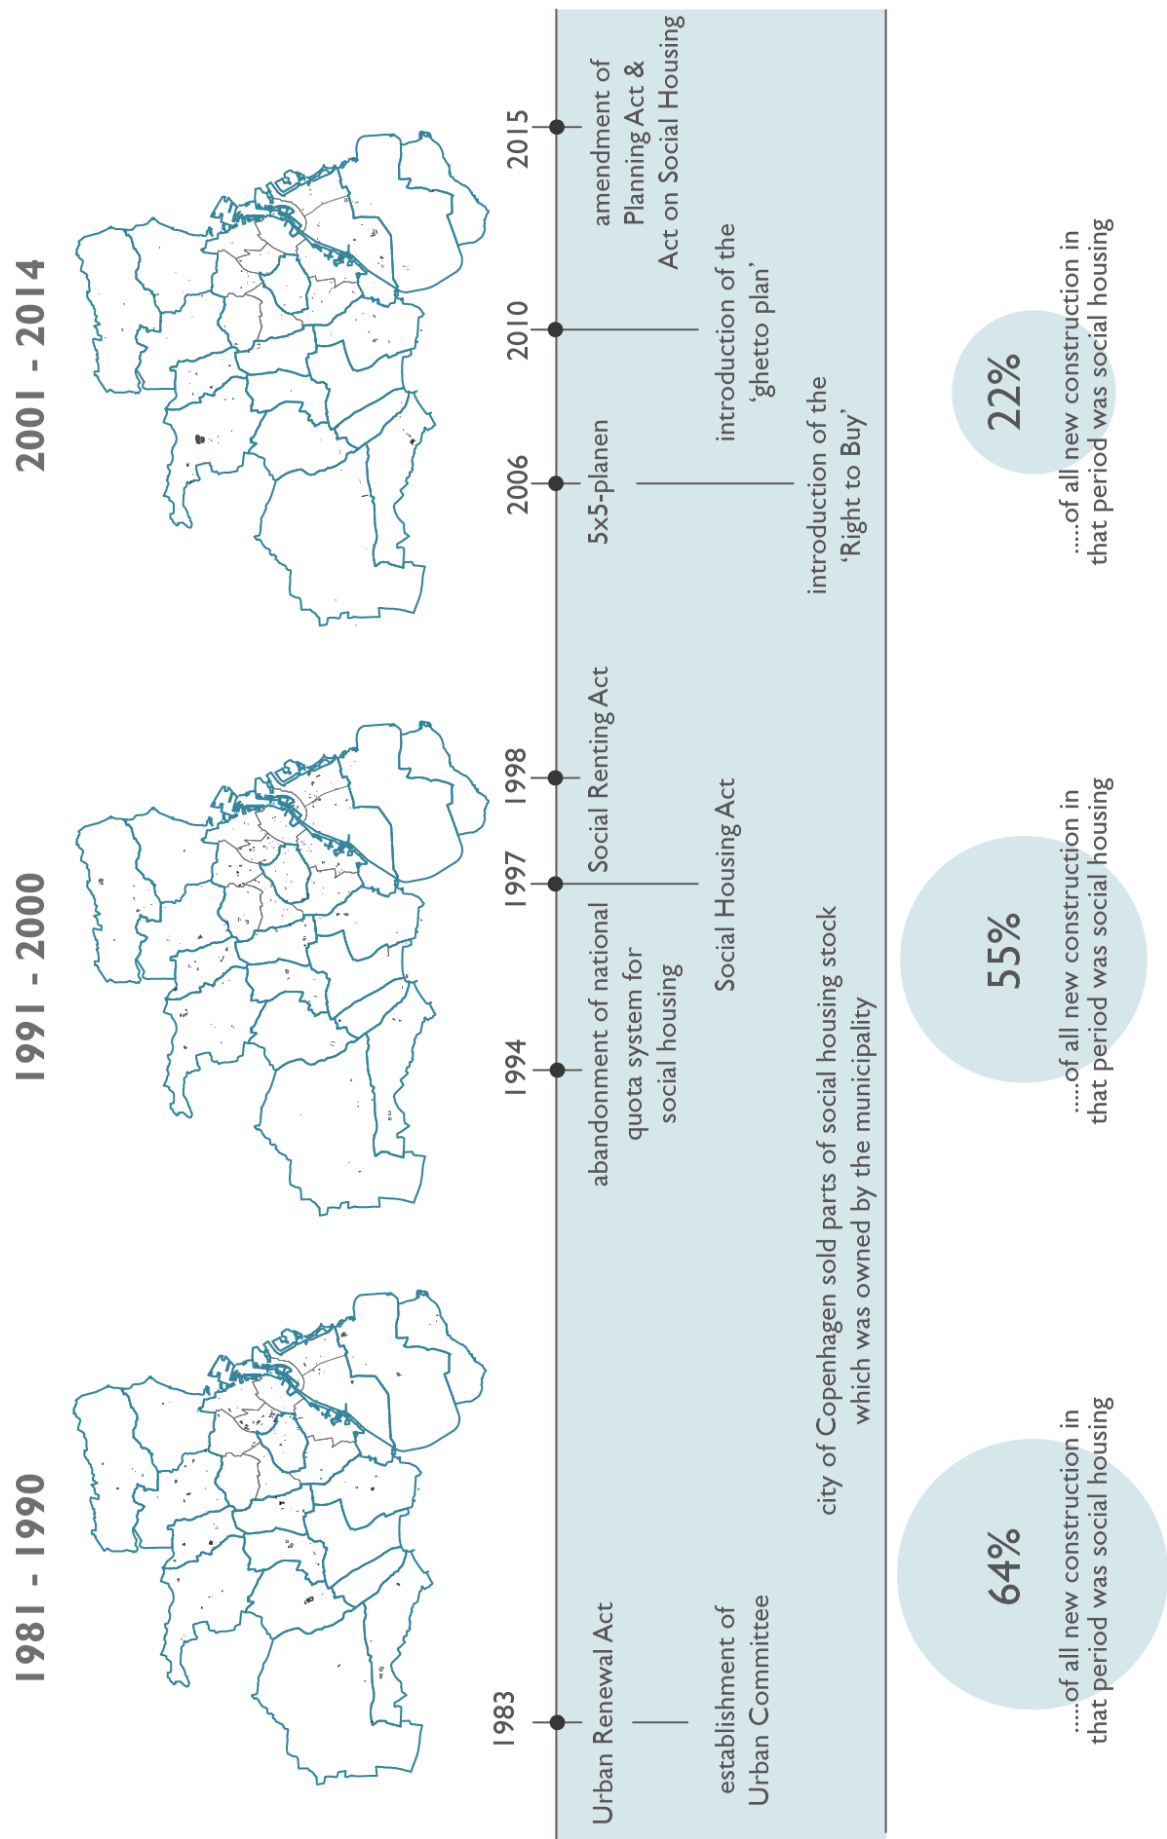 1981 - 1990
1991 - 2000
2001 - 2014
1983
1994
1997
1998
2006
2010
2015
Urban Renewal Act
establishment of
Urban Committee
abandonment of national
quota system for
social housing
Social Housing Act
Social Renting Act
city of Copenhagen sold parts of social housing stock
which was owned by the municipality
5x5-planen
introduction of the
‘Right to Buy’
introduction of the
‘ghetto plan’
amendment of
Planning Act &
Act on Social Housing
64%
.....of all new construction in
that period was social housing
55%
.....of all new construction in
that period was social housing
22%
.....of all new construction in
that period was social housing